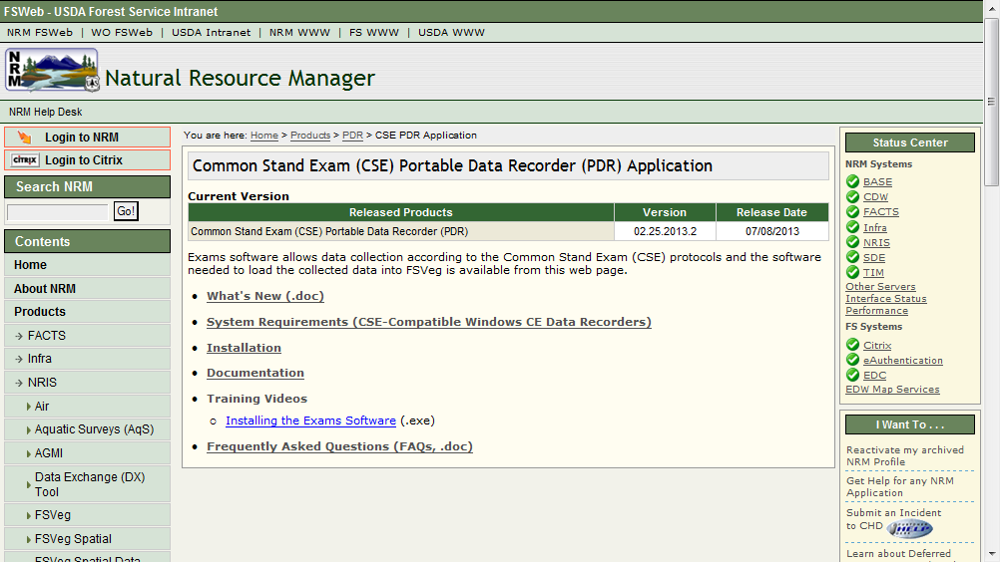 FSWeb - USDA Forest Service Intranet
NRM FSWeb | WO FSWeb | USDA Intranet | NRM WWW | FS WWW | USDA WWW
NRM
Natural Resource Manager
NRM Help Desk
Login to NRM
CITRIX Login to Citrix
Search NRM
Go!
Contents
Home
About NRM
Products
FACTS
Infra
NRIS
Air
Aquatic Surveys (AqS)
AGMI
Data Exchange (DX)
Tool
FSVeg
FSVeg Spatial
FSVeg Spatial Data
You are here: Home > Products > PDR > CSE PDR Application
Common Stand Exam (CSE) Portable Data Recorder (PDR) Application
Current Version
Released Products Version Release Date
Common Stand Exam (CSE) Portable Data Recorder (PDR) 02.25.2013.2 07/08/2013
Exams software allows data collection according to the Common Stand Exam (CSE) protocols and the software
needed to load the collected data into FSVeg is available from this web page.
• What's New (.doc)
• System Requirements (CSE-Compatible Windows CE Data Recorders)
• Installation
• Documentation
• Training Videos
o Installing the Exams Software (.exe)
• Frequently Asked Questions (FAQs, .doc)
Status Center
NRM Systems
BASE
CDW
FACTS
Infra
NRIS
SDE
TIM
Other Servers
Interface Status
Performance
FS Systems
Citrix
eAuthentication
EDC
EDW Map Services
I Want To . . .
Reactivate my archived
NRM Profile
Get Help for any NRM
Application
Submit an Incident
to CHD HELP
Learn about Deferred